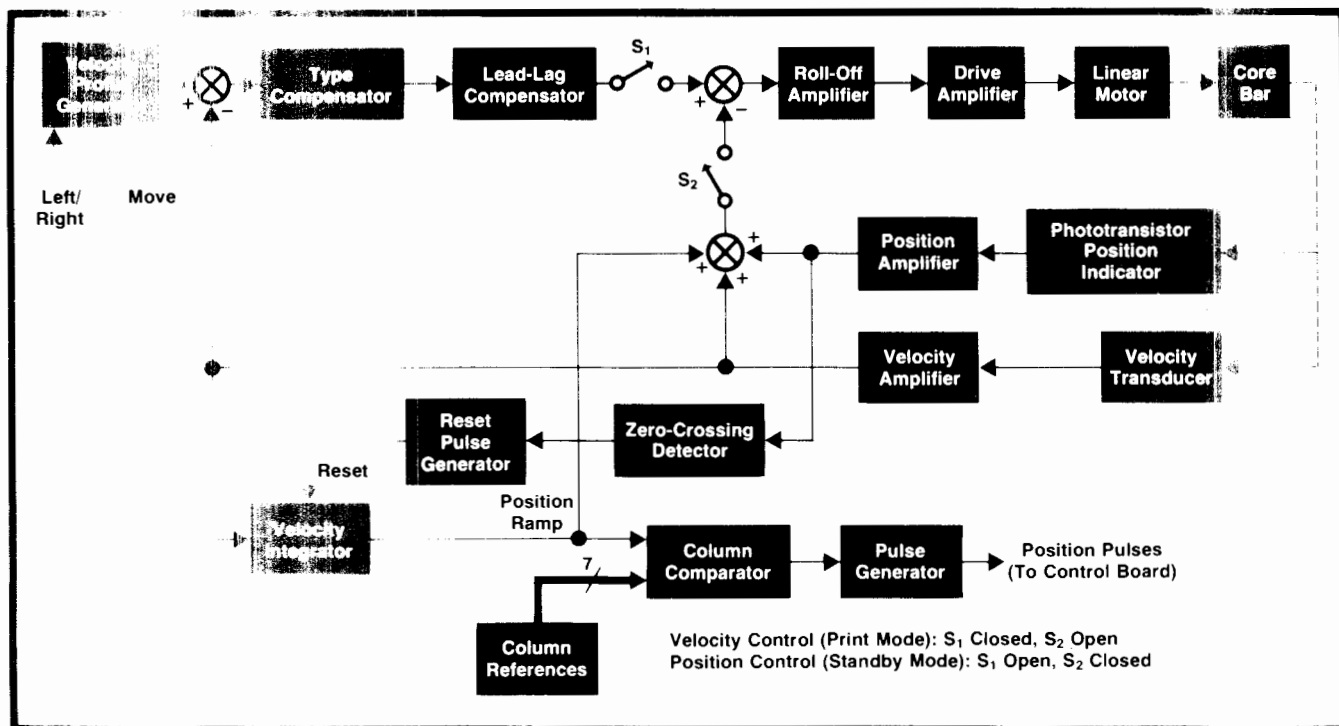 Type
Compensator
Lead-Lag
Compensator
S₁
Roll-Off
Amplifier
Drive
Amplifier
Linear
Motor
Core
Bar
+
−
+
−
Left/
Right
Move
S₂
+
+
+
Position
Amplifier
Phototransistor
Position
Indicator
Velocity
Amplifier
Velocity
Transducer
Reset
Pulse
Generator
Zero-Crossing
Detector
Reset
Velocity
Integrator
Position
Ramp
7
Column
Comparator
Pulse
Generator
Position Pulses
(To Control Board)
Column
References
Velocity Control (Print Mode): S₁ Closed, S₂ Open
Position Control (Standby Mode): S₁ Open, S₂ Closed